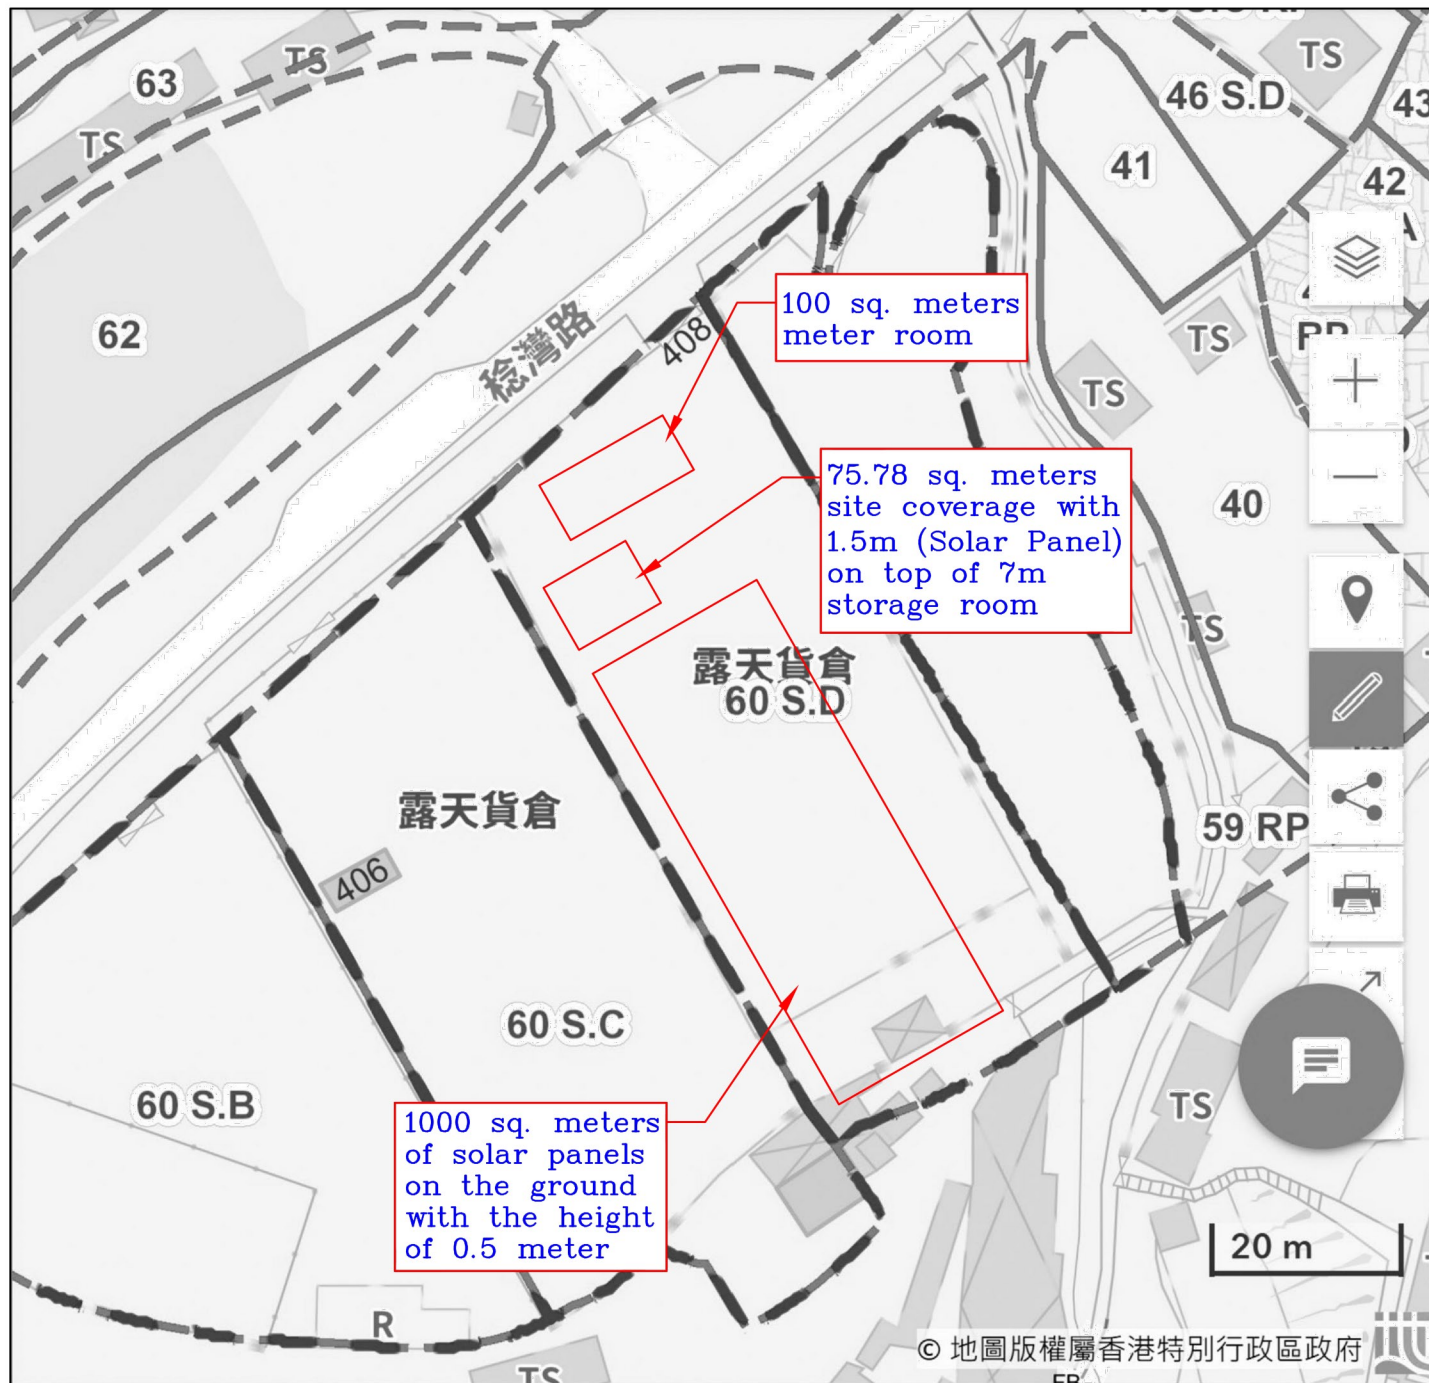 TS
63
TS
TS
46 S.D
43
41
42
62
稔灣路
408
100 sq. meters
meter room
TS
RP
TS
75.78 sq. meters
site coverage with
1.5m (Solar Panel)
on top of 7m
storage room
40
TS
露天貨倉
60 S.D
露天貨倉
406
59 RP
60 S.C
60 S.B
TS
1000 sq. meters
of solar panels
on the ground
with the height
of 0.5 meter
20 m
R
© 地圖版權屬香港特別行政區政府
TS